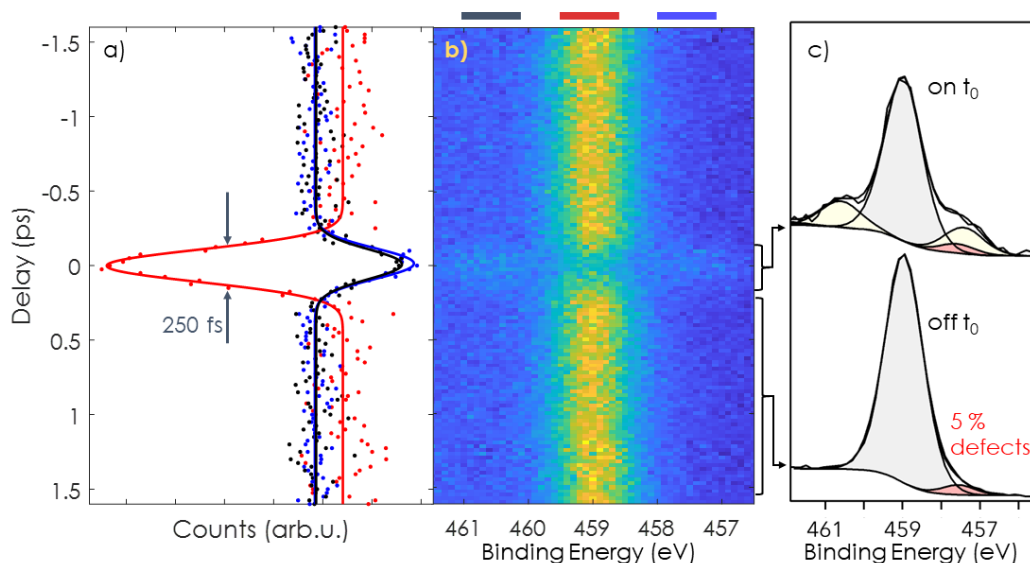 a)
-1.5
-1
-0.5
0
0.5
1
1.5
Delay (ps)
250 fs
Counts (arb.u.)
b)
461 460 459 458 457
Binding Energy (eV)
c)
on t₀
off t₀
5 %
defects
461 459 457
Binding Energy (eV)